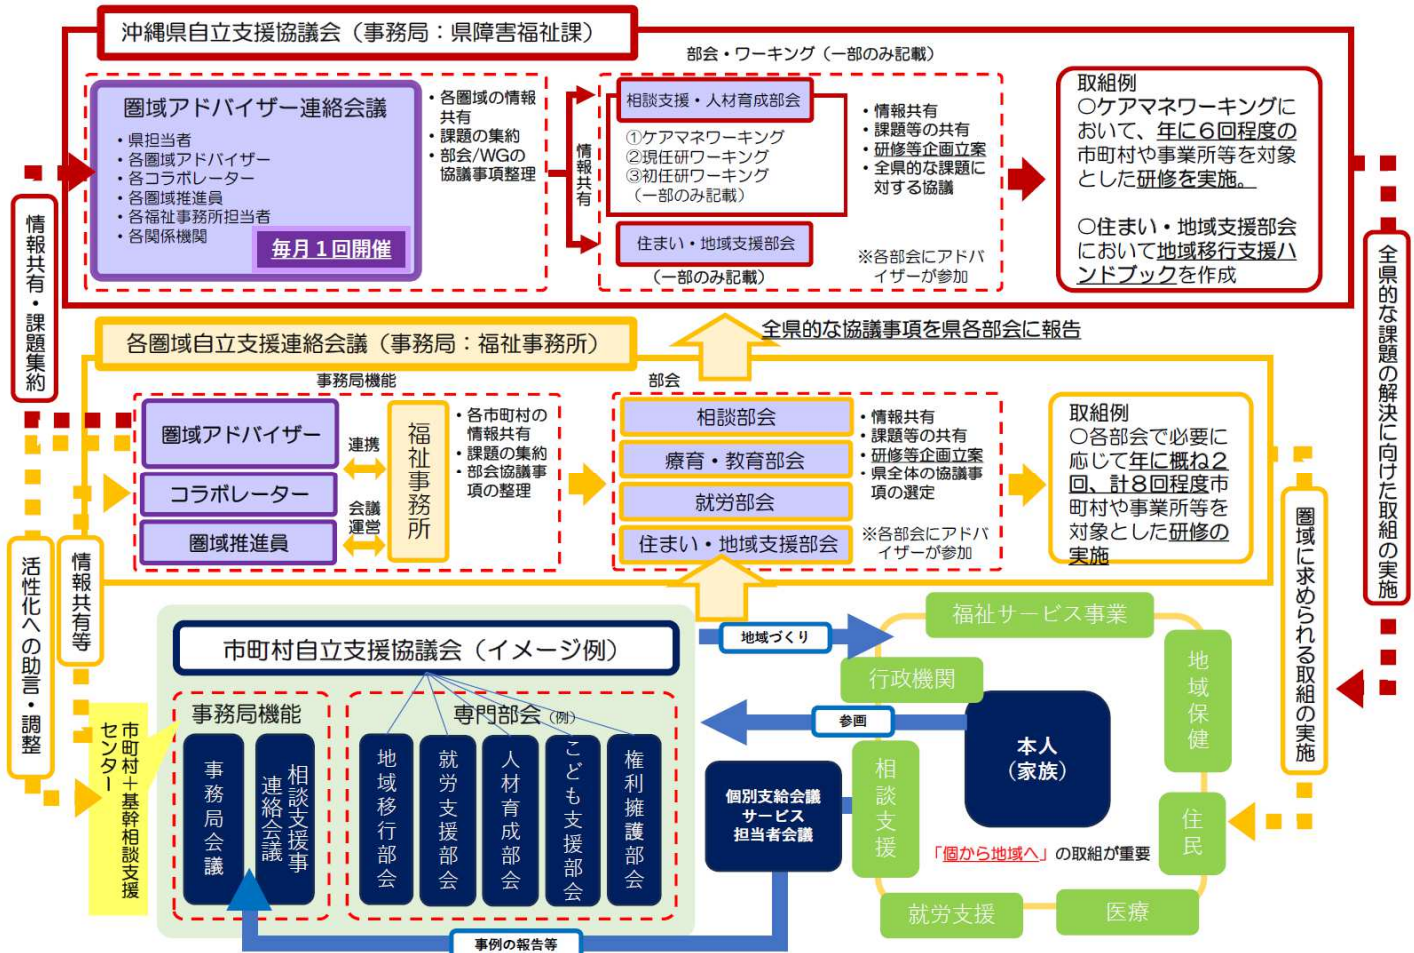 沖縄県自立支援協議会（事務局：県障害福祉課）
圏域アドバイザー連絡会議
・県担当者
・各圏域アドバイザー
・各コラボレーター
・各圏域推進員
・各福祉事務所担当者
・各関係機関
毎月１回開催
・各圏域の情報
共有
・課題の集約
・部会/WGの
協議事項整理
情報共有
部会・ワーキング（一部のみ記載）
相談支援・人材育成部会
①ケアマネワーキング
②現任研ワーキング
③初任研ワーキング
（一部のみ記載）
住まい・地域支援部会
（一部のみ記載）
・情報共有
・課題等の共有
・研修等企画立案
・全県的な課題に
対する協議
※各部会にアドバ
イザーが参加
取組例
〇ケアマネワーキングに
おいて、年に６回程度の
市町村や事業所等を対象
とした研修を実施。
〇住まい・地域支援部会
において地域移行支援ハ
ンドブックを作成
情報共有・課題集約
全県的な課題の解決に向けた取組の実施
全県的な協議事項を県各部会に報告
各圏域自立支援連絡会議（事務局：福祉事務所）
事務局機能
圏域アドバイザー
コラボレーター
圏域推進員
連携
会議
運営
福祉事務所
・各市町村の
情報共有
・課題の集約
・部会協議事
項の整理
部会
相談部会
療育・教育部会
就労部会
住まい・地域支援部会
・情報共有
・課題等の共有
・研修等企画立案
・県全体の協議事
項の選定
※各部会にアドバ
イザーが参加
取組例
〇各部会で必要に
応じて年に概ね２
回、計８回程度市
町村や事業所等を
対象とした研修の
実施
活性化への助言・調整
情報共有等
圏域に求められる取組の実施
市町村自立支援協議会（イメージ例）
事務局機能
事務局会議
相談支援事
連絡会議
市町村＋基幹相談支援
センター
専門部会（例）
地域移行部会
就労支援部会
人材育成部会
こども支援部会
権利擁護部会
地域づくり
参画
個別支給会議
サービス
担当者会議
事例の報告等
福祉サービス事業
行政機関
地域保健
相談支援
住民
就労支援
医療
本人
（家族）
「個から地域へ」の取組が重要